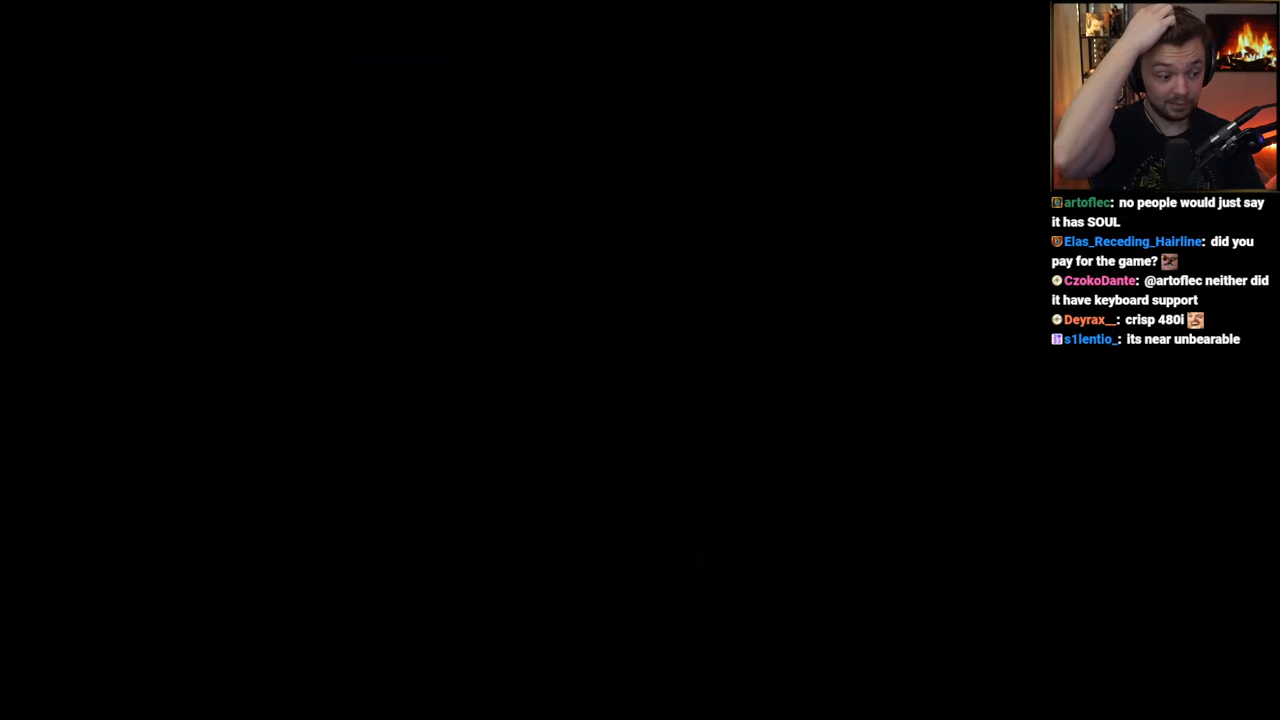 artoflec: no people would just say
it has SOUL
Elas_Receding_Hairline: did you
pay for the game?
CzokoDante: @artoflec neither did
it have keyboard support
Deyrax__: crisp 480i
s1lentio_: its near unbearable